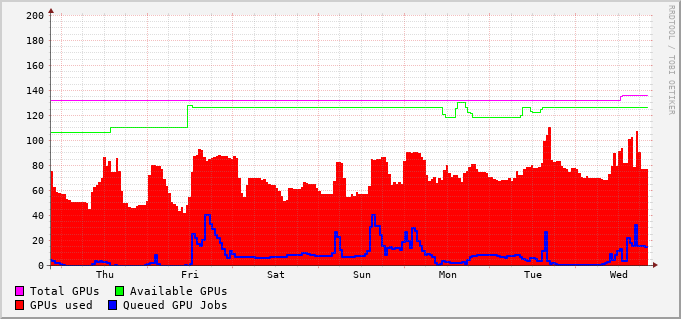 200
180
160
140
120
100
80
60
40
20
0
Thu Fri Sat Sun Mon Tue Wed
Total GPUs Available GPUs
GPUs used Queued GPU Jobs
RRDTOOL / TOBI OETIKER